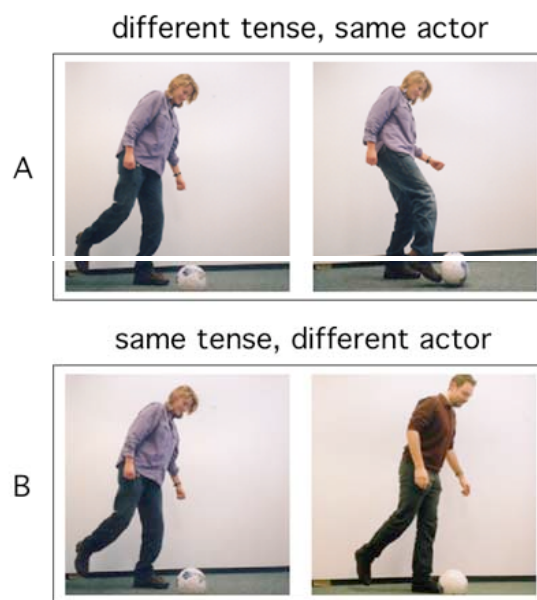 different tense, same actor
A
same tense, different actor
B